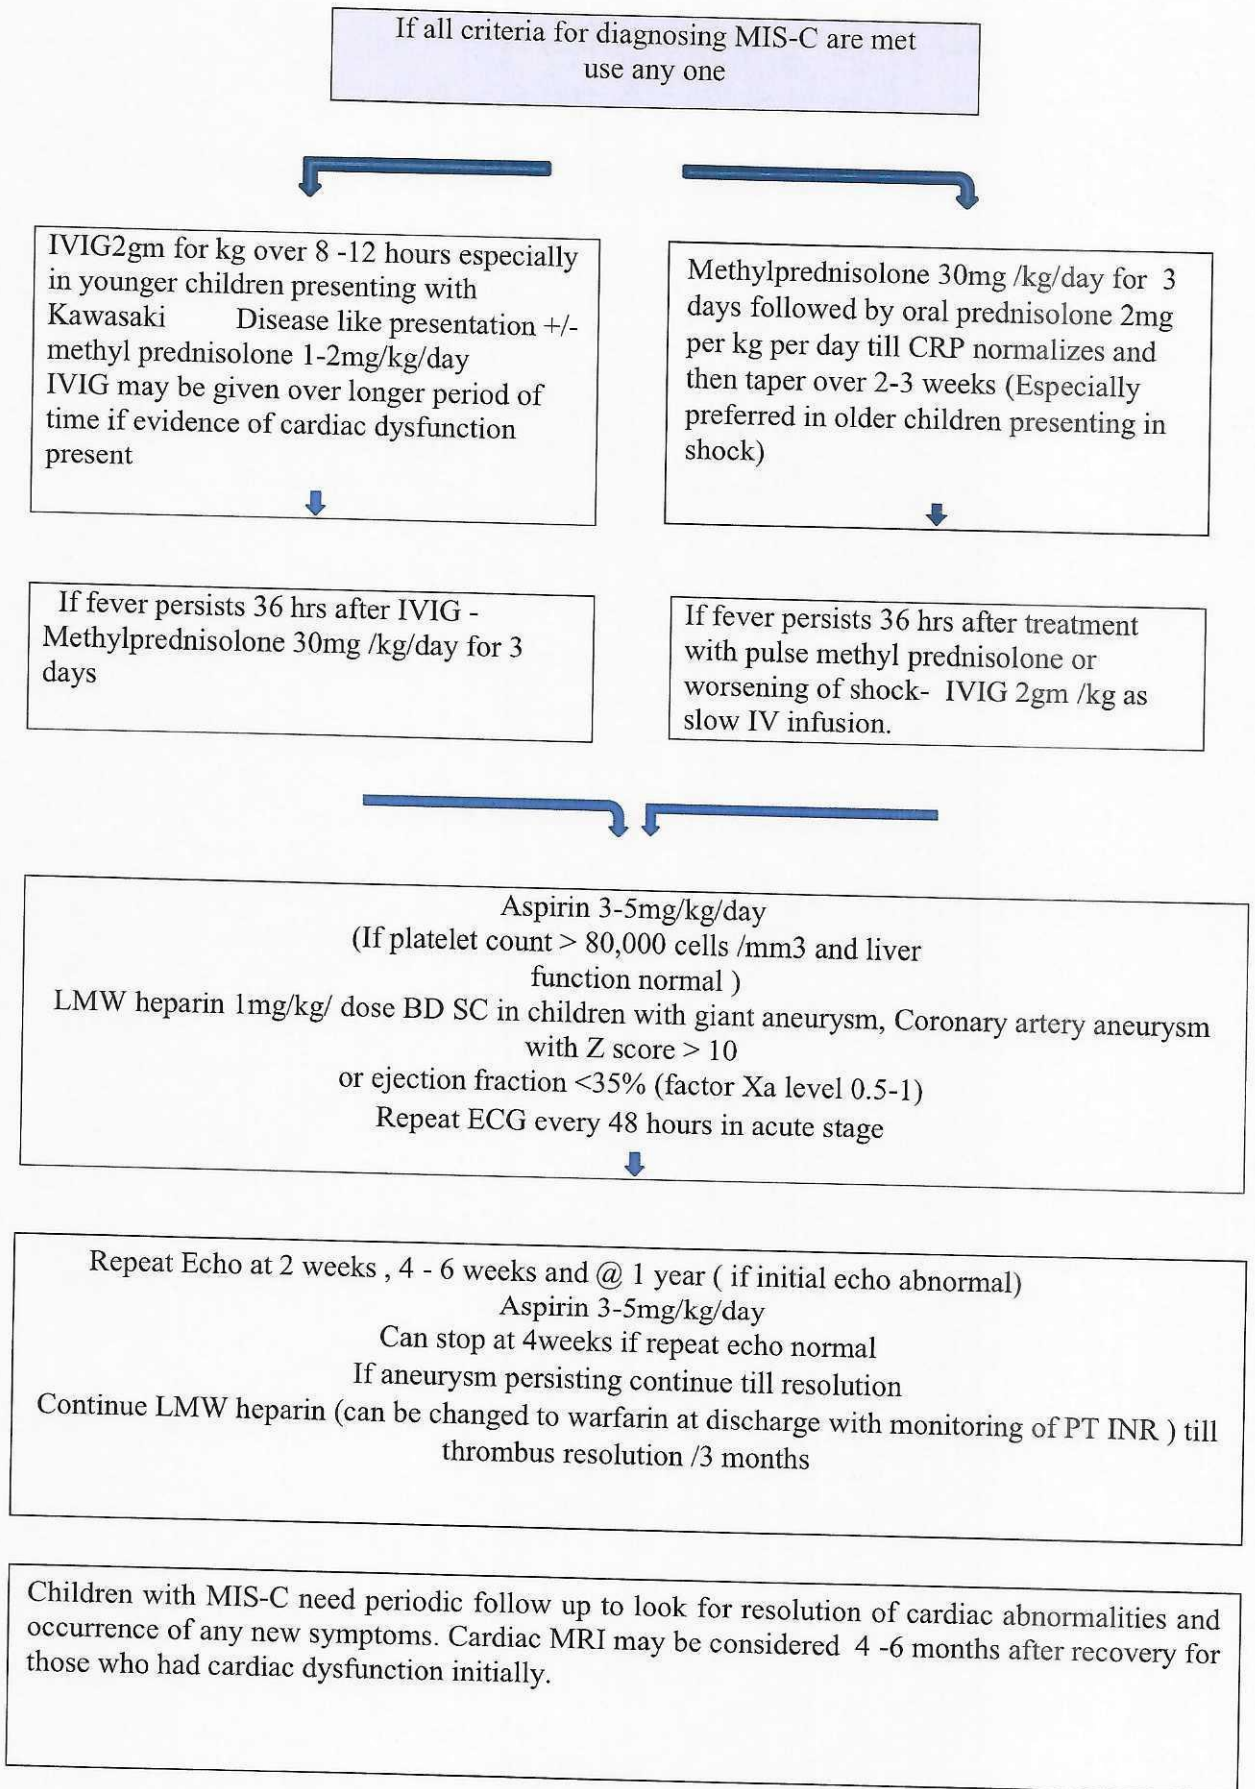 If all criteria for diagnosing MIS-C are met
use any one
IVIG2gm for kg over 8 -12 hours especially
in younger children presenting with
Kawasaki Disease like presentation +/-
methyl prednisolone 1-2mg/kg/day
IVIG may be given over longer period of
time if evidence of cardiac dysfunction
present
Methylprednisolone 30mg /kg/day for 3
days followed by oral prednisolone 2mg
per kg per day till CRP normalizes and
then taper over 2-3 weeks (Especially
preferred in older children presenting in
shock)
If fever persists 36 hrs after IVIG -
Methylprednisolone 30mg /kg/day for 3
days
If fever persists 36 hrs after treatment
with pulse methyl prednisolone or
worsening of shock- IVIG 2gm /kg as
slow IV infusion.
Aspirin 3-5mg/kg/day
(If platelet count > 80,000 cells /mm3 and liver
function normal )
LMW heparin 1mg/kg/ dose BD SC in children with giant aneurysm, Coronary artery aneurysm
with Z score > 10
or ejection fraction <35% (factor Xa level 0.5-1)
Repeat ECG every 48 hours in acute stage
Repeat Echo at 2 weeks , 4 - 6 weeks and @ 1 year ( if initial echo abnormal)
Aspirin 3-5mg/kg/day
Can stop at 4weeks if repeat echo normal
If aneurysm persisting continue till resolution
Continue LMW heparin (can be changed to warfarin at discharge with monitoring of PT INR ) till
thrombus resolution /3 months
Children with MIS-C need periodic follow up to look for resolution of cardiac abnormalities and
occurrence of any new symptoms. Cardiac MRI may be considered 4 -6 months after recovery for
those who had cardiac dysfunction initially.